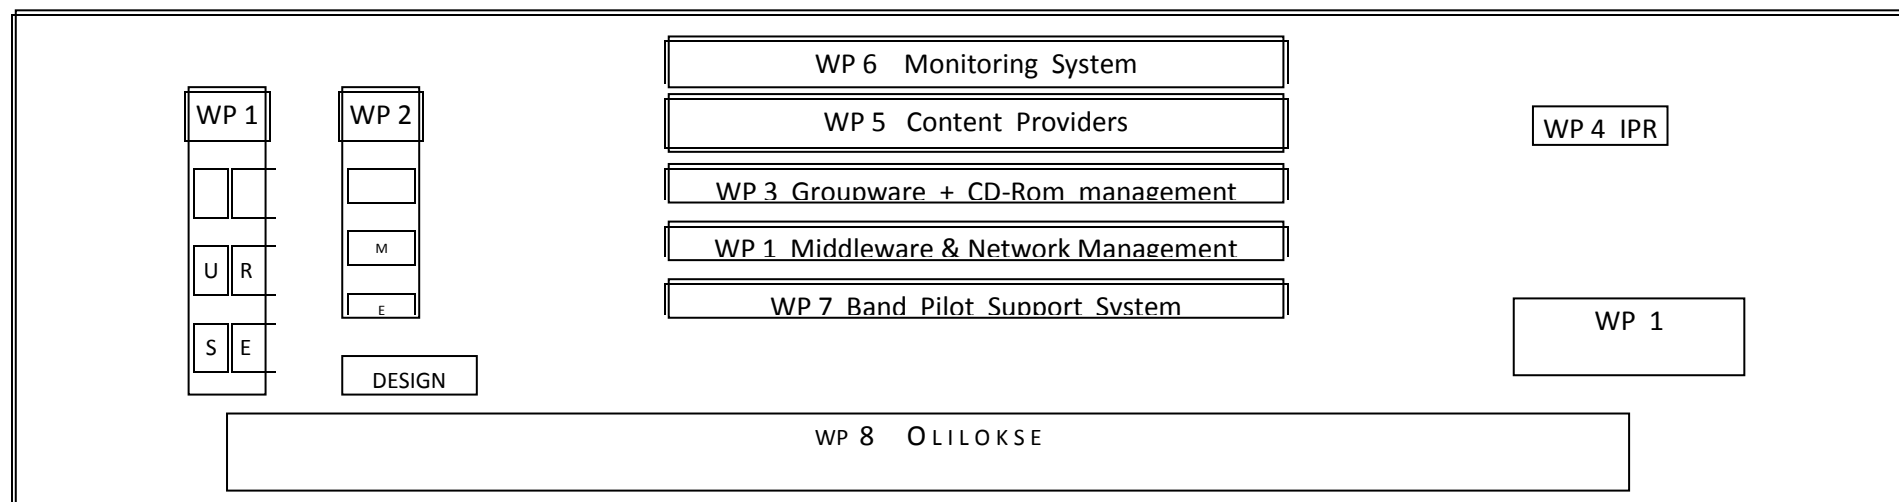 WP 6 Monitoring System
WP 1
WP 2
WP 5 Content Providers
WP 4 IPR
WP 3 Groupware + CD-Rom management
M
WP 1 Middleware & Network Management
U R
E
WP 7 Band Pilot Support System
WP 1
S E
DESIGN
WP 8 OLILOKSE